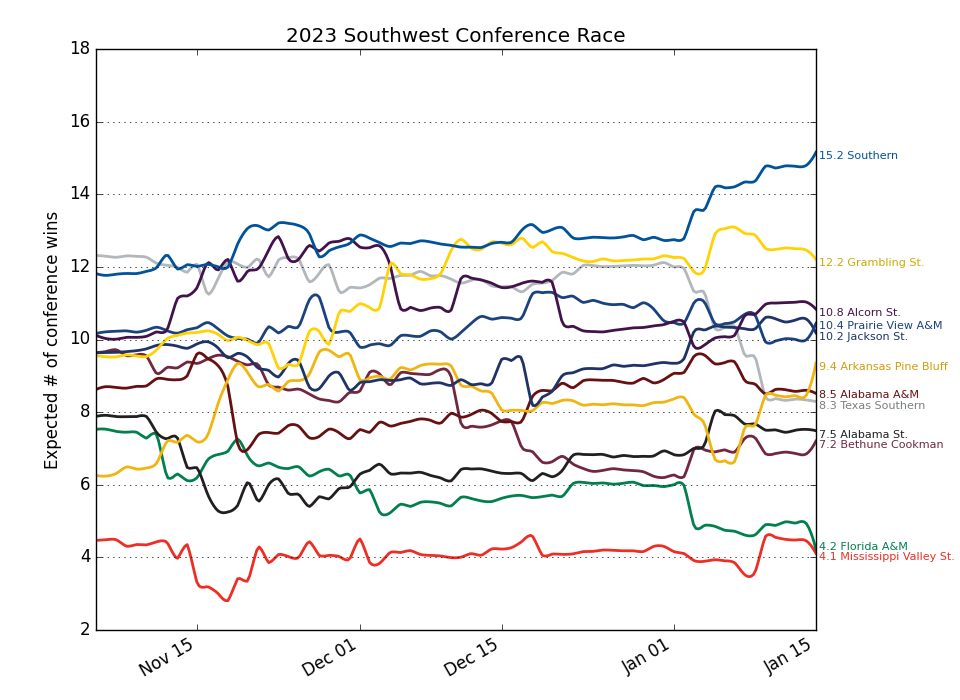 2023 Southwest Conference Race
Expected # of conference wins
18
16
14
12
10
8
6
4
2
Nov 15
Dec 01
Dec 15
Jan 01
Jan 15
15.2 Southern
12.2 Grambling St.
10.8 Alcorn St.
10.4 Prairie View A&M
10.2 Jackson St.
9.4 Arkansas Pine Bluff
8.5 Alabama A&M
8.3 Texas Southern
7.5 Alabama St.
7.2 Bethune Cookman
4.2 Florida A&M
4.1 Mississippi Valley St.